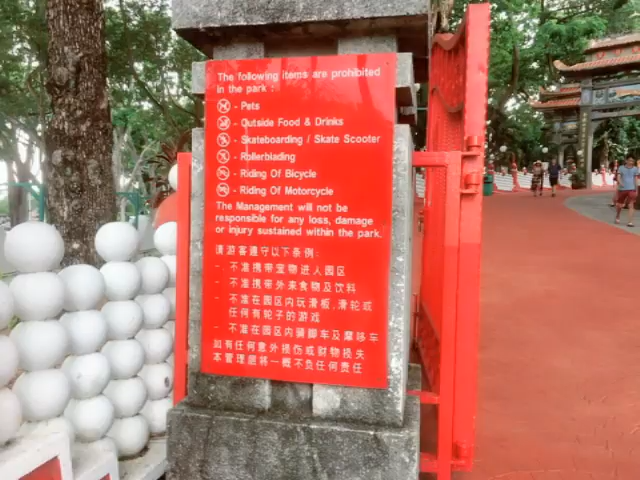 The following items are prohibited
in the park :
- Pets
- Outside Food & Drinks
- Skateboarding / Skate Scooter
- Rollerblading
- Riding Of Bicycle
- Riding Of Motorcycle
The Management will not be
responsible for any loss, damage
or injury sustained within the park.
请游客遵守以下条例:
- 不准携带宠物进入园区
- 不准携带外来食物及饮料
- 不准在园区内玩滑板,滑轮或
任何有轮子的游戏
- 不准在园区内骑脚车及摩托车
如有任何意外损伤或财物损失
本管理层将一概不负任何责任